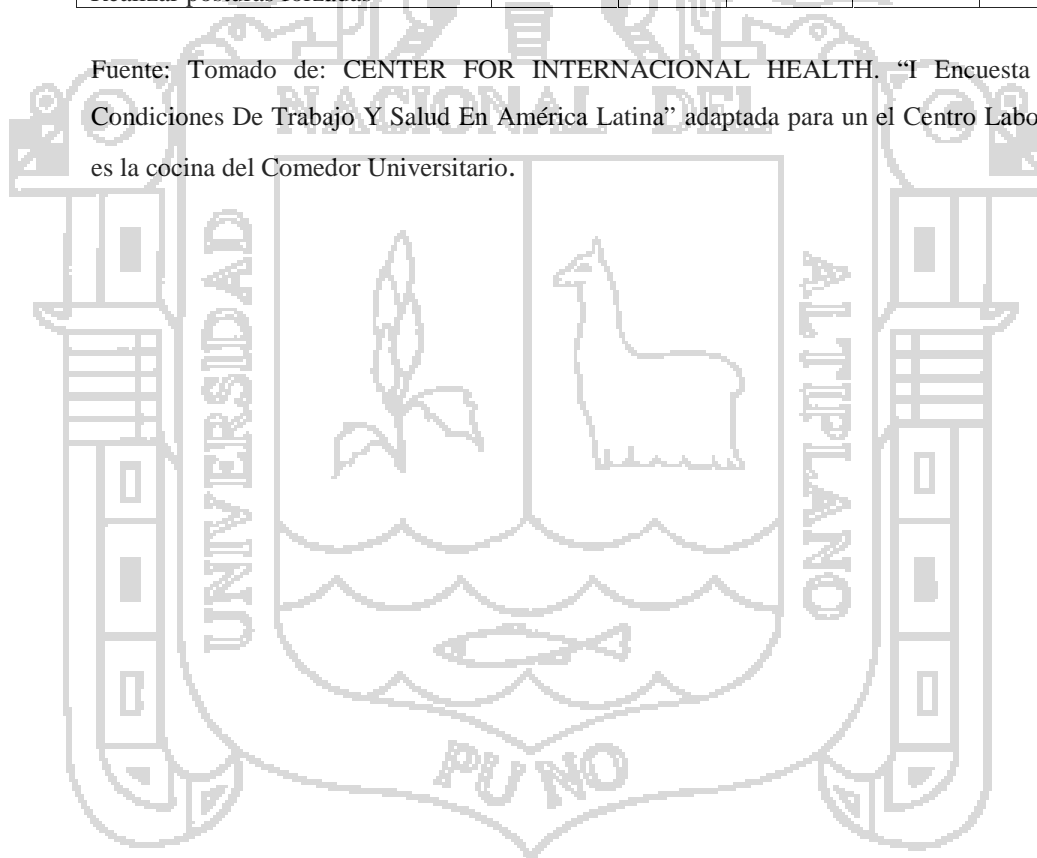 Realizar posturas forzadas
Fuente: Tomado de: CENTER FOR INTERNACIONAL HEALTH. “I Encuesta
Condiciones De Trabajo Y Salud En América Latina” adaptada para un el Centro Labo
es la cocina del Comedor Universitario.
NACIONAL DEL
UNIVERSIDAD
ALTIPLANO
PUNO